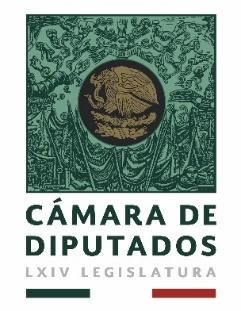 CÁMARA DE
DIPUTADOS
LXIV LEGISLATURA